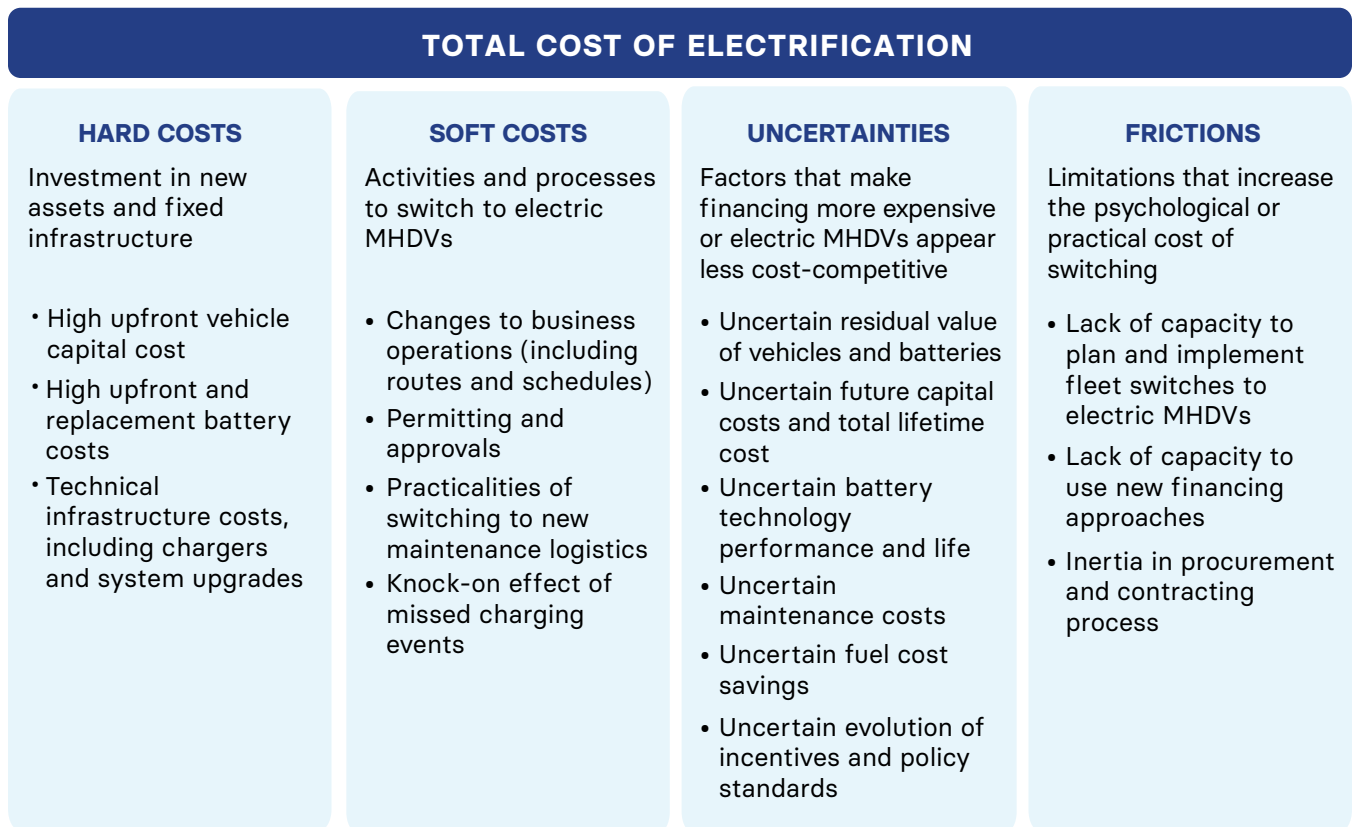 TOTAL COST OF ELECTRIFICATION
HARD COSTS
Investment in new
assets and fixed
infrastructure
• High upfront vehicle
capital cost
• High upfront and
replacement battery
costs
• Technical
infrastructure costs,
including chargers
and system upgrades
SOFT COSTS
Activities and processes
to switch to electric
MHDVs
• Changes to business
operations (including
routes and schedules)
• Permitting and
approvals
• Practicalities of
switching to new
maintenance logistics
• Knock-on effect of
missed charging
events
UNCERTAINTIES
Factors that make
financing more expensive
or electric MHDVs appear
less cost-competitive
• Uncertain residual value
of vehicles and batteries
• Uncertain future capital
costs and total lifetime
cost
• Uncertain battery
technology
performance and life
• Uncertain
maintenance costs
• Uncertain fuel cost
savings
• Uncertain evolution of
incentives and policy
standards
FRICTIONS
Limitations that increase
the psychological or
practical cost of
switching
• Lack of capacity to
plan and implement
fleet switches to
electric MHDVs
• Lack of capacity to
use new financing
approaches
• Inertia in procurement
and contracting
process